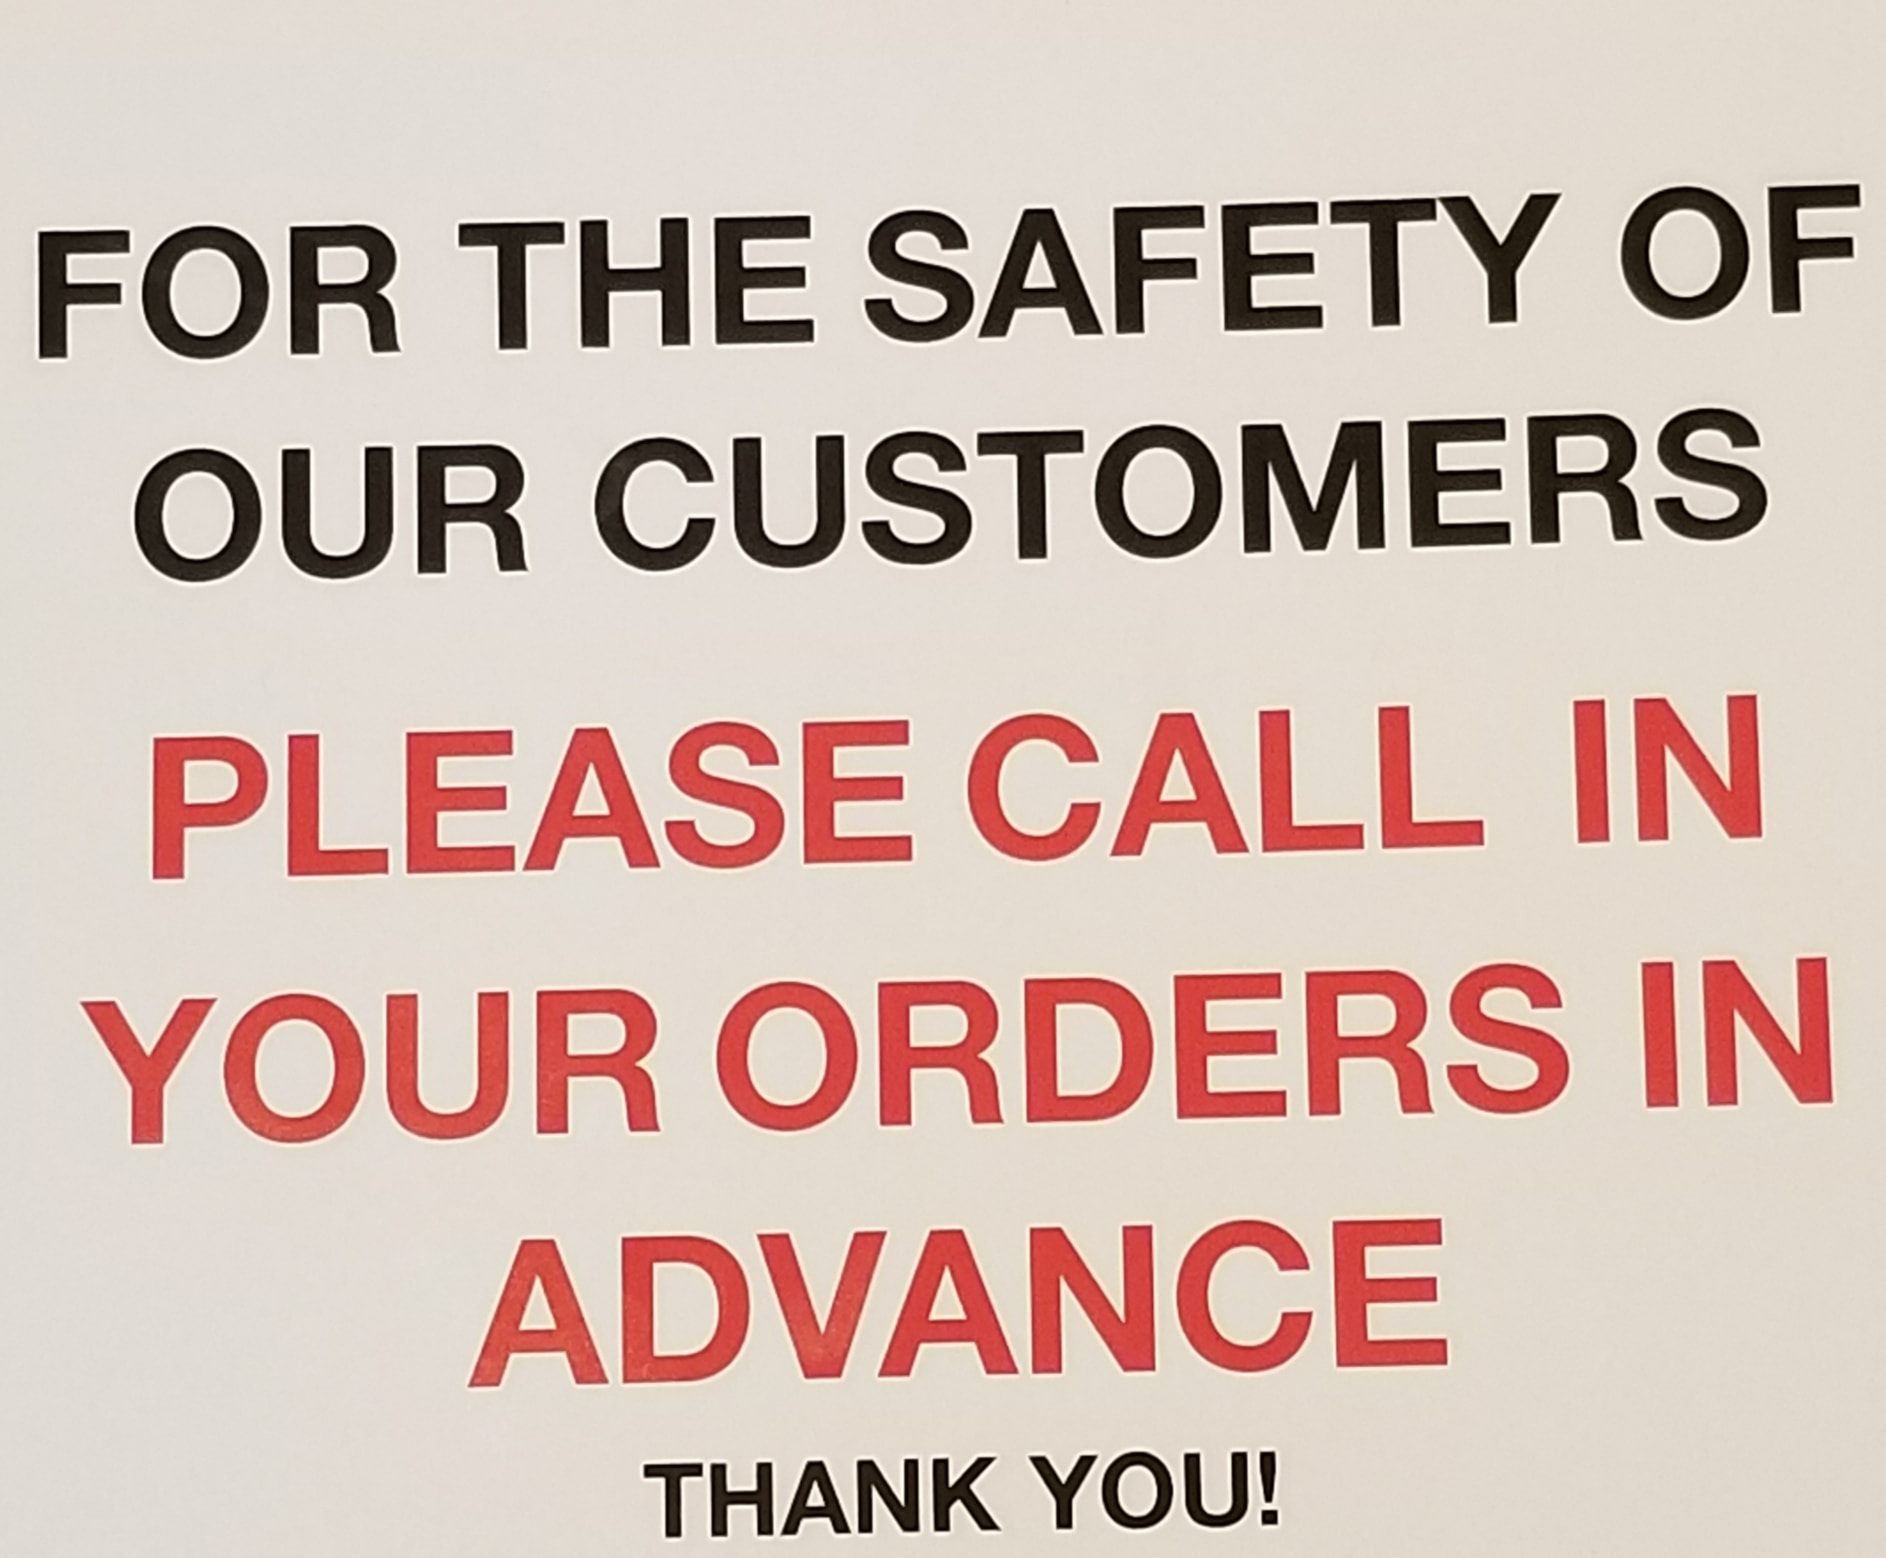 FOR THE SAFETY OF
OUR CUSTOMERS
PLEASE CALL IN
YOUR ORDERS IN
ADVANCE
THANK YOU!